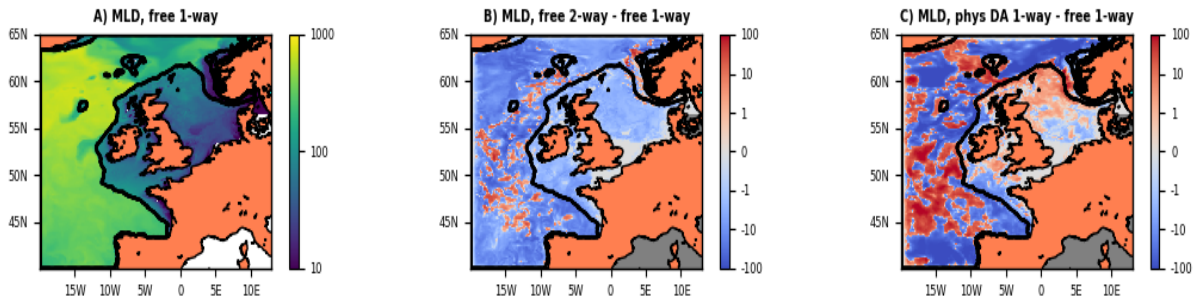 A) MLD, free 1-way
65N
60N
55N
50N
45N
15W 10W 5W 0 5E 10E
1000
100
10
B) MLD, free 2-way - free 1-way
65N
60N
55N
50N
45N
15W 10W 5W 0 5E 10E
100
10
1
0
-1
-10
-100
C) MLD, phys DA 1-way - free 1-way
65N
60N
55N
50N
45N
15W 10W 5W 0 5E 10E
100
10
1
0
-1
-10
-100